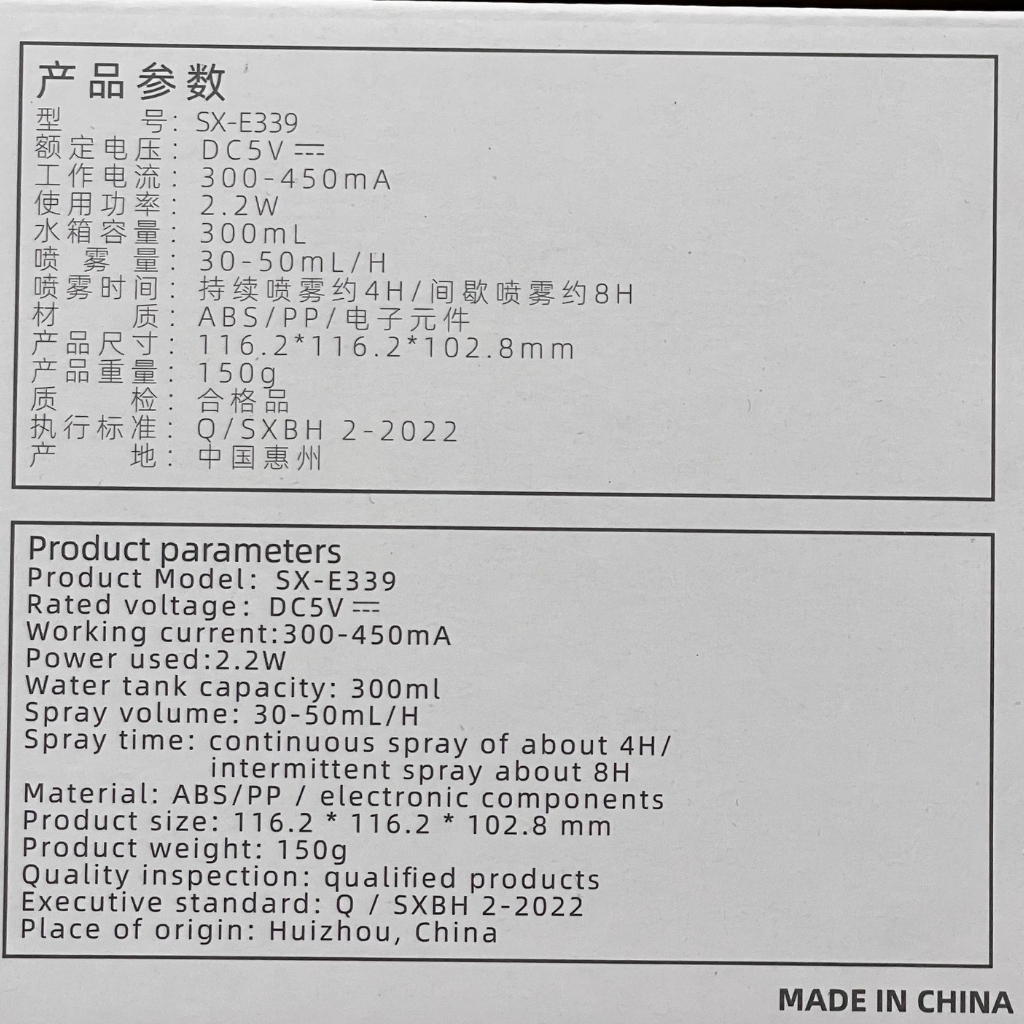 产品参数
型 号: SX-E339
额定电压: DC5V ⎓
工作电流: 300-450mA
使用功率: 2.2W
水箱容量: 300mL
喷 雾 量: 30-50mL/H
喷雾时间: 持续喷雾约4H/间歇喷雾约8H
材 质: ABS/PP/电子元件
产品尺寸: 116.2*116.2*102.8mm
产品重量: 150g
质 检: 合格品
执行标准: Q/SXBH 2-2022
产 地: 中国惠州
Product parameters
Product Model: SX-E339
Rated voltage: DC5V ⎓
Working current:300-450mA
Power used:2.2W
Water tank capacity: 300ml
Spray volume: 30-50mL/H
Spray time: continuous spray of about 4H/
intermittent spray about 8H
Material: ABS/PP / electronic components
Product size: 116.2 * 116.2 * 102.8 mm
Product weight: 150g
Quality inspection: qualified products
Executive standard: Q / SXBH 2-2022
Place of origin: Huizhou, China
MADE IN CHINA